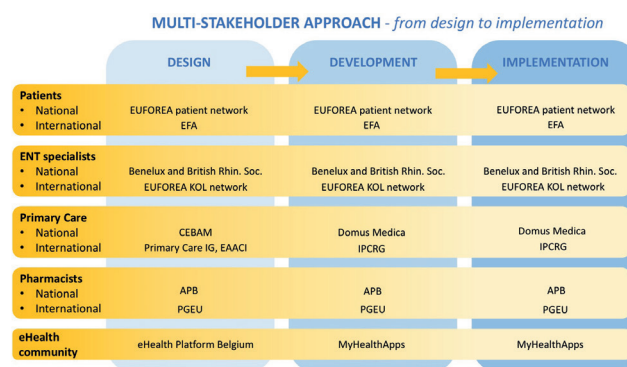 MULTI-STAKEHOLDER APPROACH - from design to implementation
DESIGN DEVELOPMENT IMPLEMENTATION
Patients
• National EUFOREA patient network EUFOREA patient network EUFOREA patient network
• International EFA EFA EFA
ENT specialists
• National Benelux and British Rhin. Soc. Benelux and British Rhin. Soc. Benelux and British Rhin. Soc.
• International EUFOREA KOL network EUFOREA KOL network EUFOREA KOL network
Primary Care
• National CEBAM Domus Medica Domus Medica
• International Primary Care IG, EAACI IPCRG IPCRG
Pharmacists
• National APB APB APB
• International PGEU PGEU PGEU
eHealth
community eHealth Platform Belgium MyHealthApps MyHealthApps